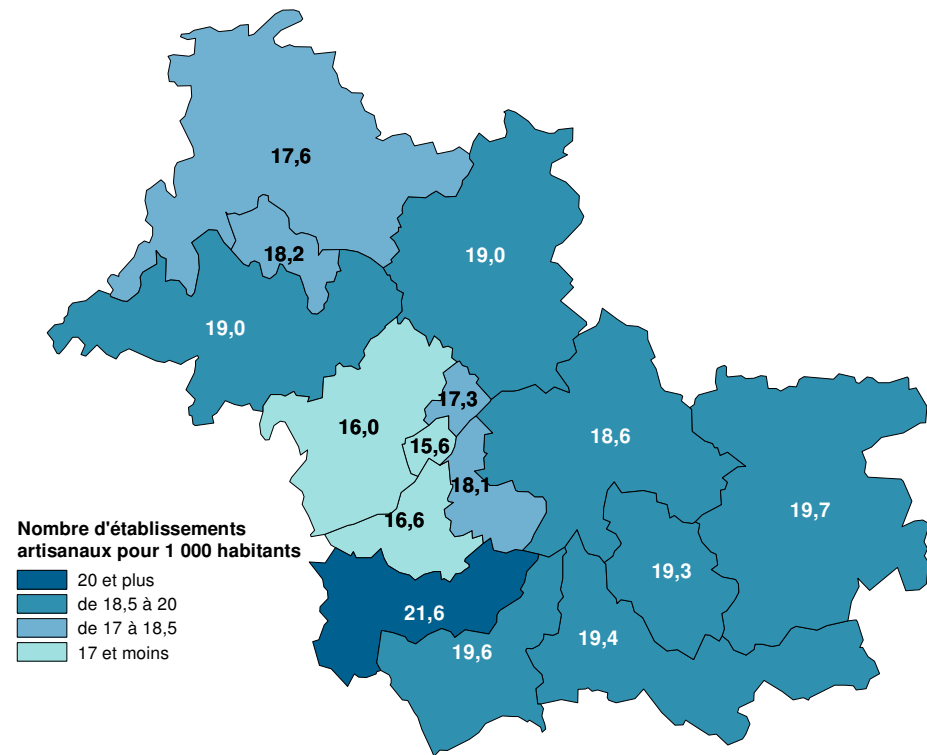 17,6
18,2
19,0
19,0
17,3
16,0
18,6
15,6
18,1
19,7
16,6
19,3
21,6
19,4
19,6
Nombre d'établissements
artisanaux pour 1 000 habitants
20 et plus
de 18,5 à 20
de 17 à 18,5
17 et moins